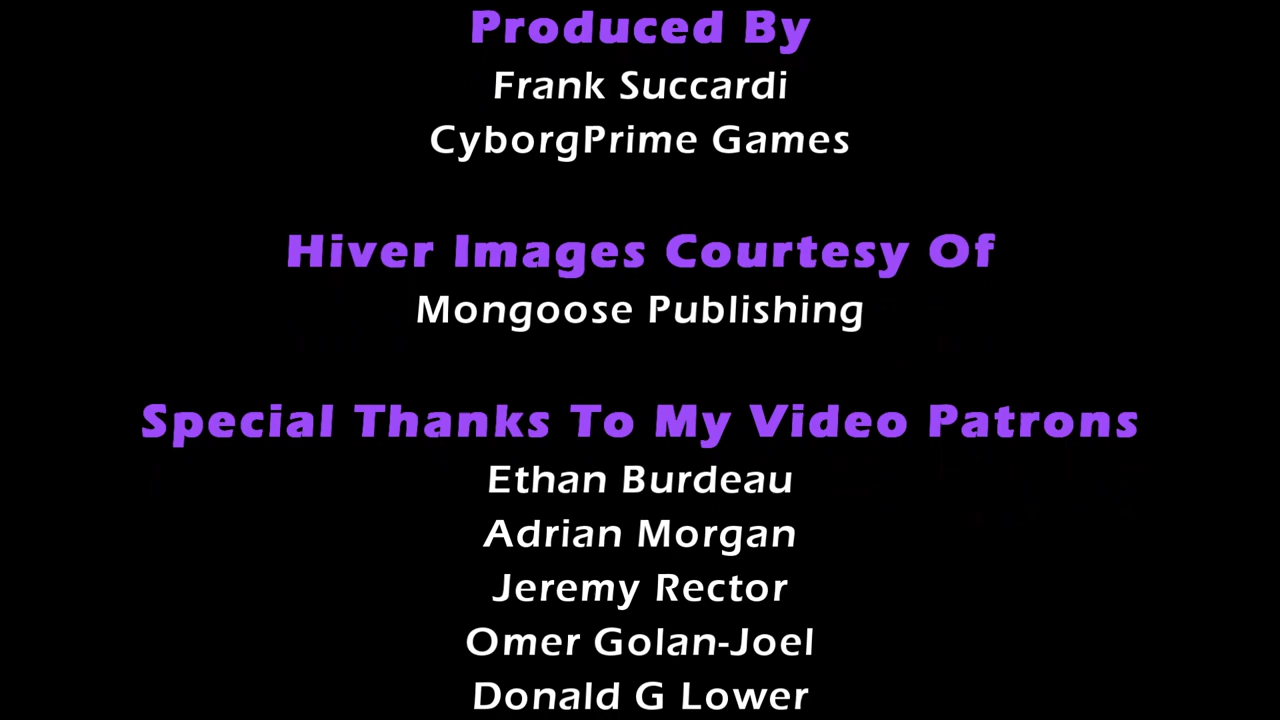 Produced By
Frank Succardi
CyborgPrime Games
Hiver Images Courtesy Of
Mongoose Publishing
Special Thanks To My Video Patrons
Ethan Burdeau
Adrian Morgan
Jeremy Rector
Omer Golan-Joel
Donald G Lower